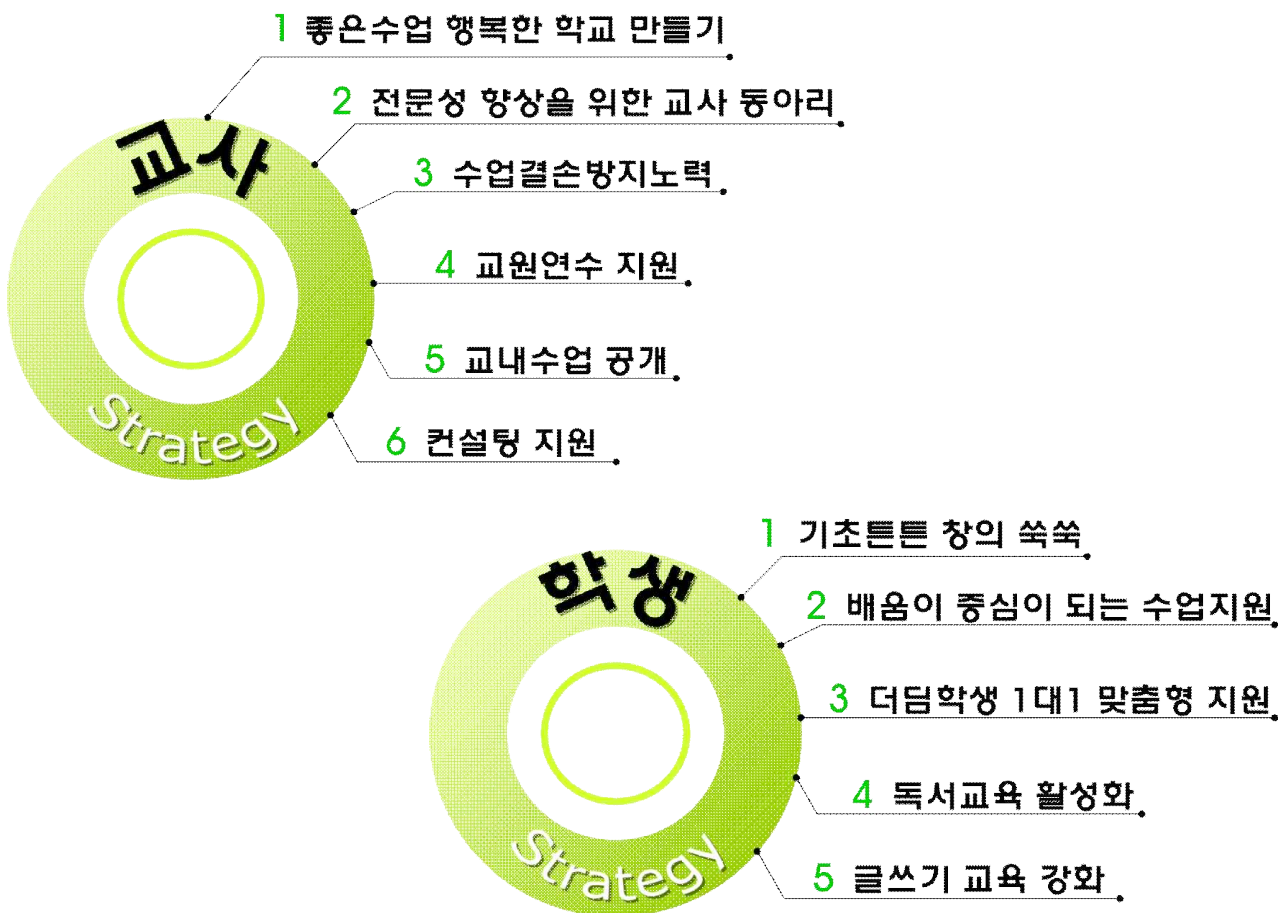 교사
1 좋은수업 행복한 학교 만들기
2 전문성 향상을 위한 교사 동아리
3 수업결손방지노력
4 교원연수 지원
5 교내수업 공개
6 컨설팅 지원
Strategy
학생
1 기초튼튼 창의 쑥쑥
2 배움이 중심이 되는 수업지원
3 더딤학생 1대1 맞춤형 지원
4 독서교육 활성화
5 글쓰기 교육 강화
Strategy